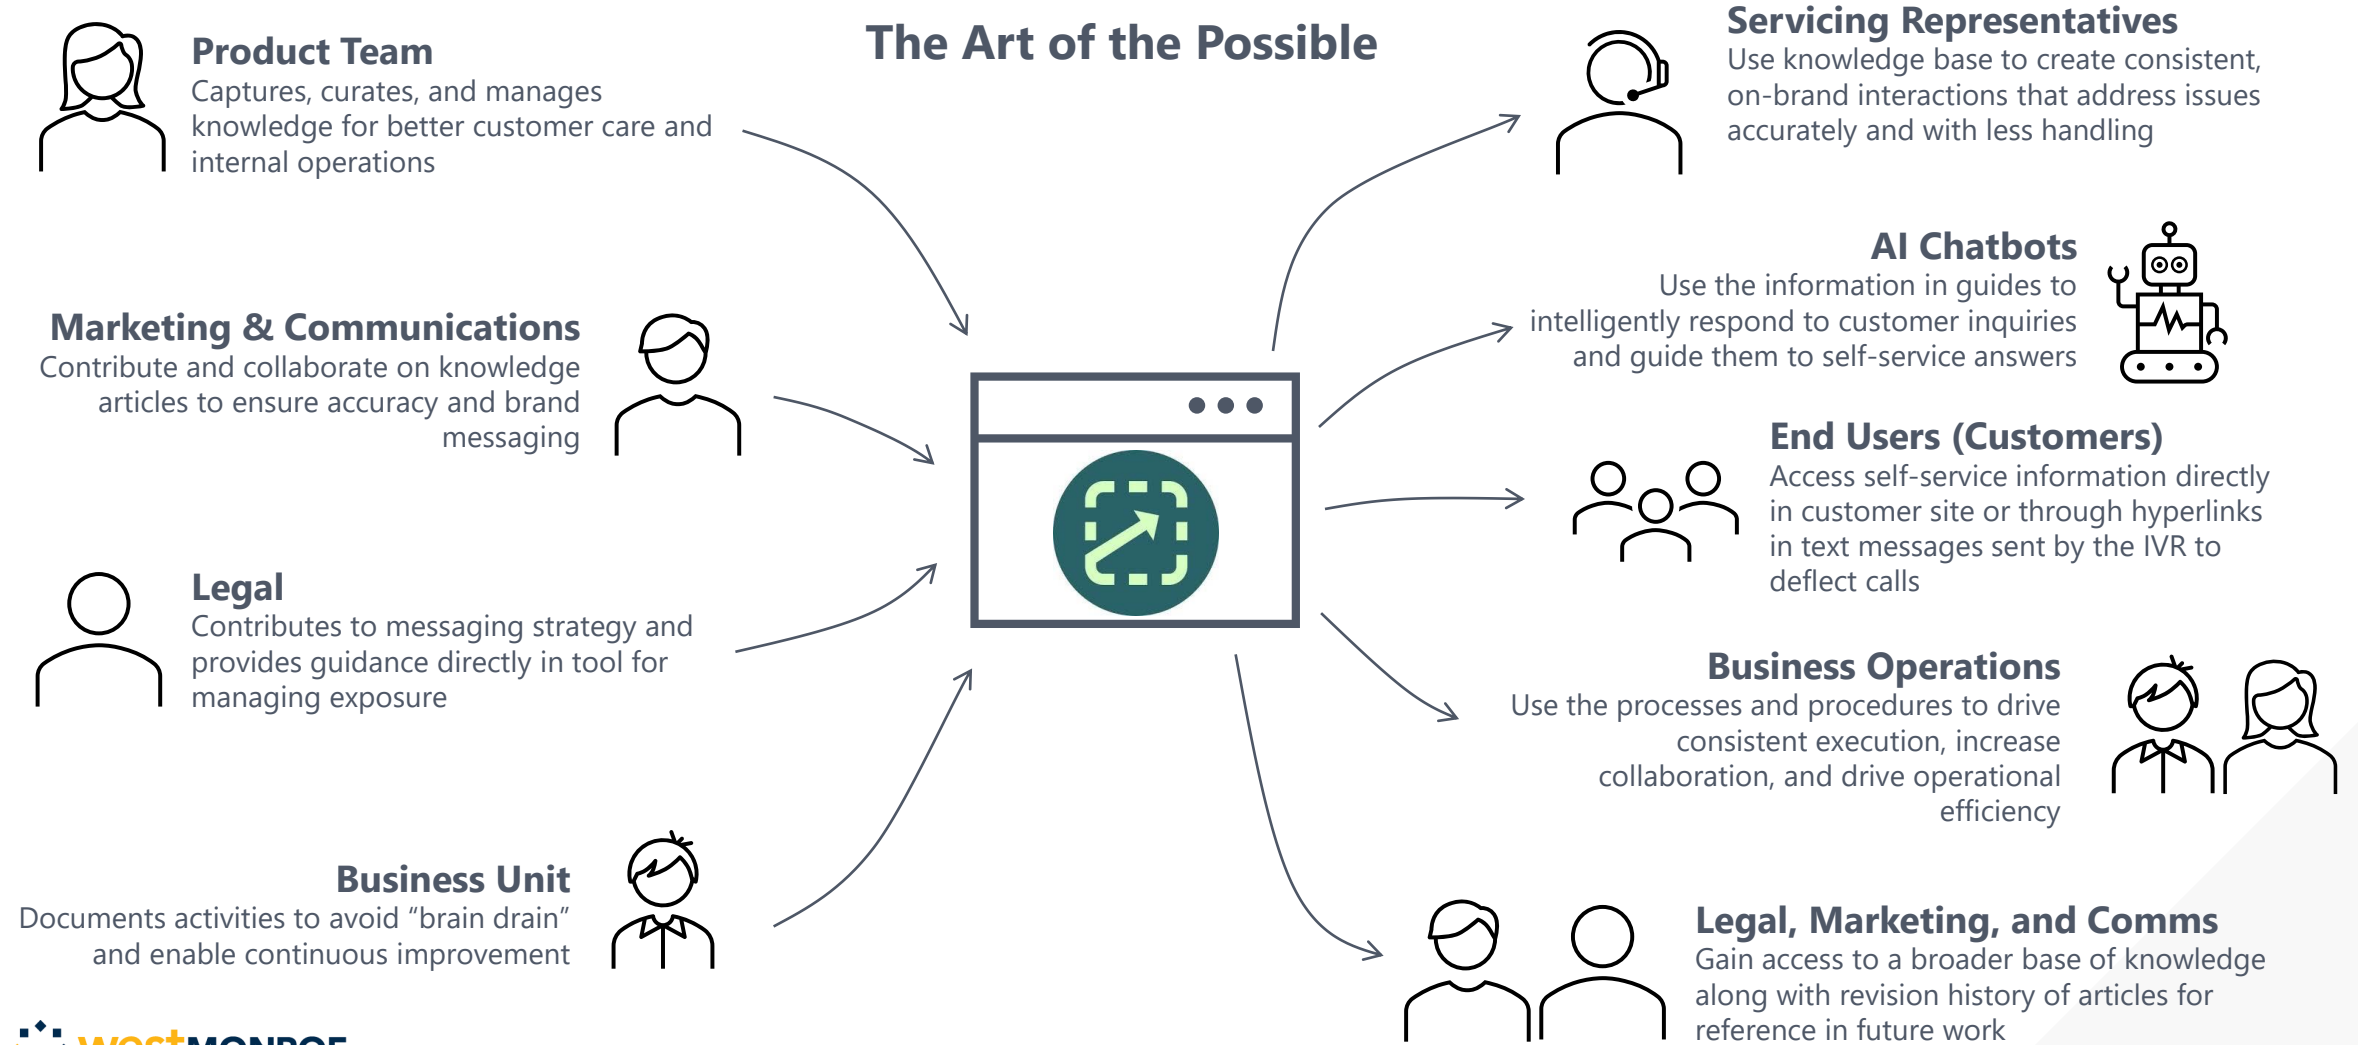 The Art of the Possible
Product Team
Captures, curates, and manages
knowledge for better customer care and
internal operations
Marketing & Communications
Contribute and collaborate on knowledge
articles to ensure accuracy and brand
messaging
Legal
Contributes to messaging strategy and
provides guidance directly in tool for
managing exposure
Business Unit
Documents activities to avoid “brain drain”
and enable continuous improvement
Servicing Representatives
Use knowledge base to create consistent,
on-brand interactions that address issues
accurately and with less handling
AI Chatbots
Use the information in guides to
intelligently respond to customer inquiries
and guide them to self-service answers
End Users (Customers)
Access self-service information directly
in customer site or through hyperlinks
in text messages sent by the IVR to
deflect calls
Business Operations
Use the processes and procedures to drive
consistent execution, increase
collaboration, and drive operational
efficiency
Legal, Marketing, and Comms
Gain access to a broader base of knowledge
along with revision history of articles for
reference in future work
westMONROE